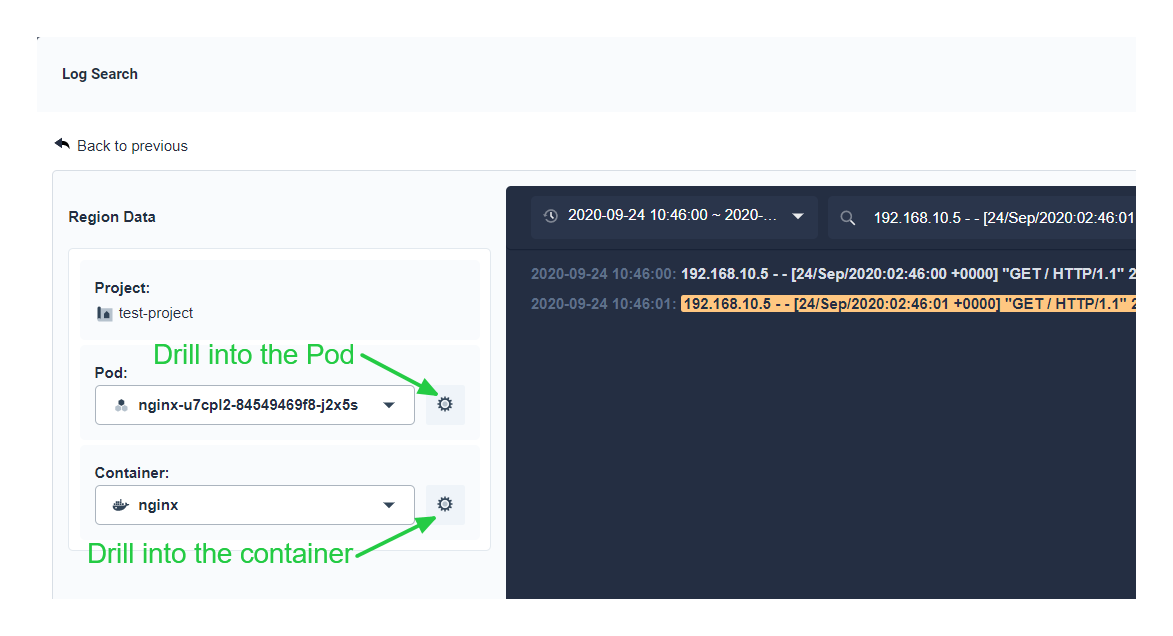 Log Search
Back to previous
Region Data
2020-09-24 10:46:00 ~ 2020-...
192.168.10.5 - - [24/Sep/2020:02:46:01
2020-09-24 10:46:00: 192.168.10.5 - - [24/Sep/2020:02:46:00 +0000] "GET / HTTP/1.1" 2
2020-09-24 10:46:01: 192.168.10.5 - - [24/Sep/2020:02:46:01 +0000] "GET / HTTP/1.1" 2
Project:
test-project
Drill into the Pod
Pod:
nginx-u7cpl2-84549469f8-j2x5s
Container:
nginx
Drill into the container